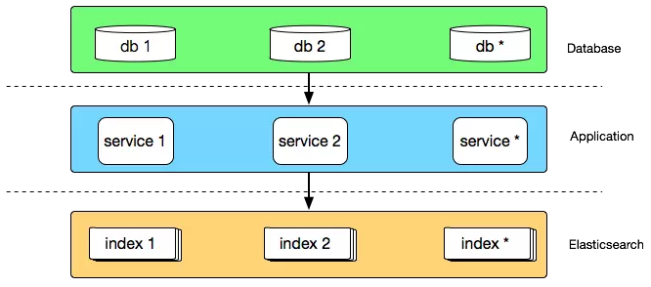 db 1 db 2 db * Database
service 1 service 2 service * Application
index 1 index 2 index * Elasticsearch